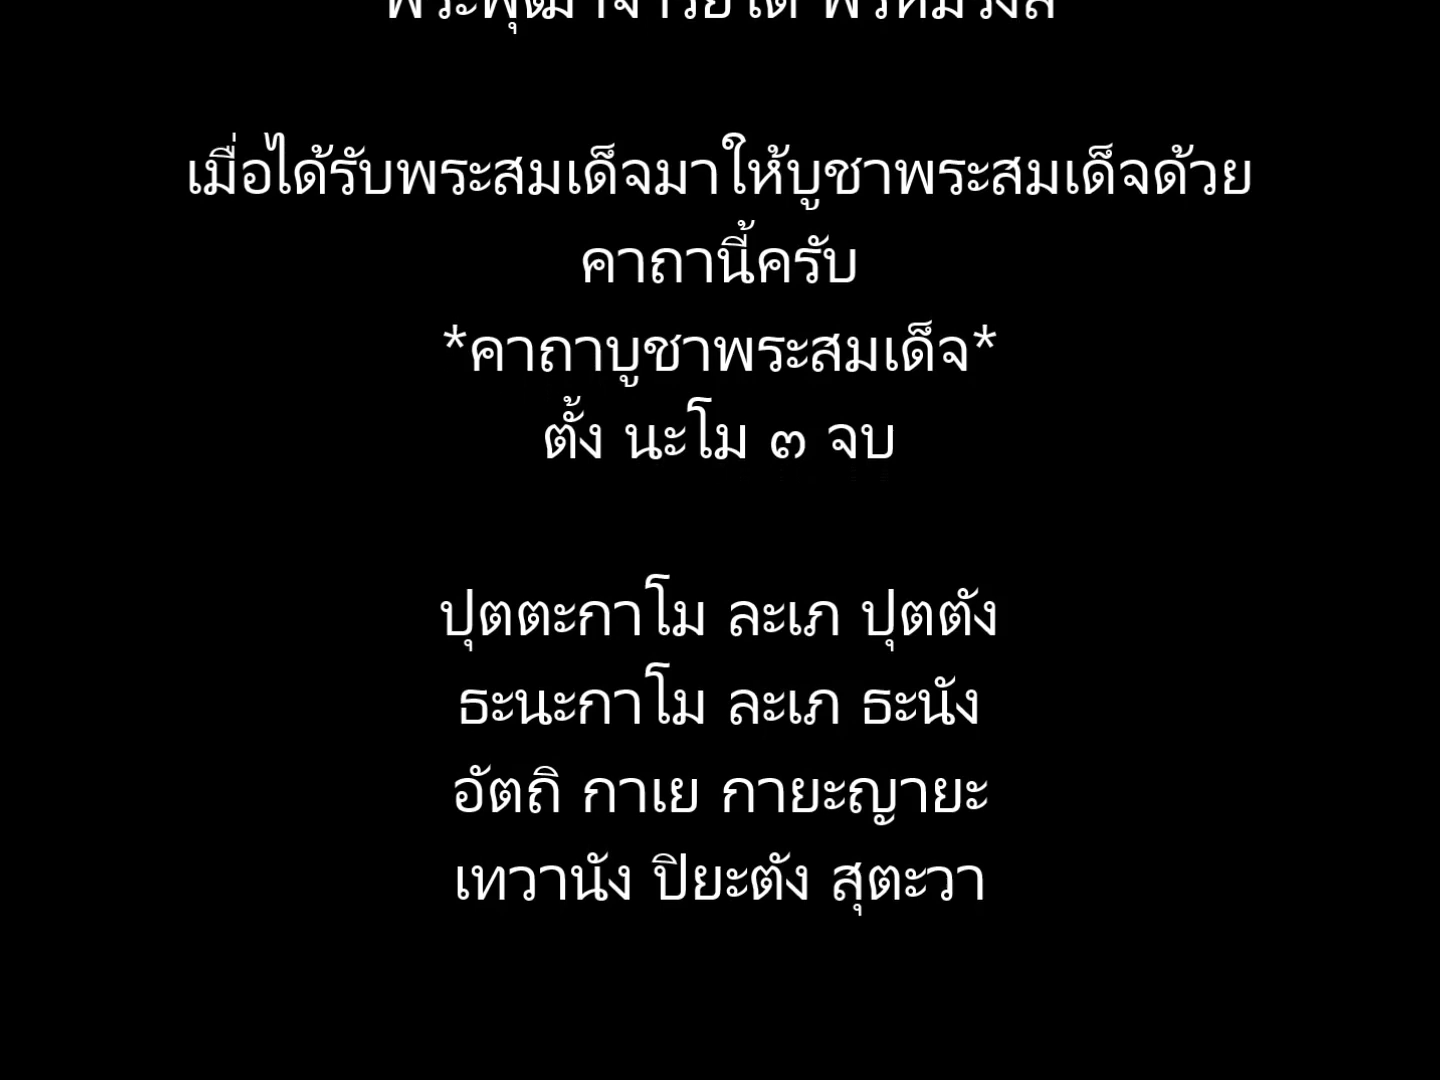 เมื่อได้รับพระสมเด็จมาให้บูชาพระสมเด็จด้วย
คาถานี้ครับ
*คาถาบูชาพระสมเด็จ*
ตั้ง นะโม ๓ จบ
ปุตตะกาโม ละเภ ปุตตัง
ธะนะกาโม ละเภ ธะนัง
อัตถิ กาเย กายะญายะ
เทวานัง ปิยะตัง สุตะวา